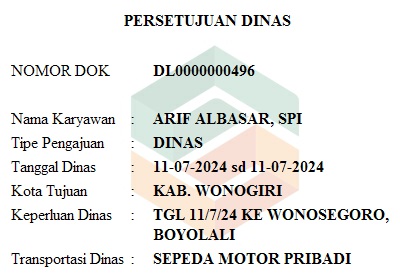 PERSETUJUAN DINAS
NOMOR DOK DL0000000496
Nama Karyawan : ARIF ALBASAR, SPI
Tipe Pengajuan : DINAS
Tanggal Dinas : 11-07-2024 sd 11-07-2024
Kota Tujuan : KAB. WONOGIRI
Keperluan Dinas : TGL 11/7/24 KE WONOSEGORO,
BOYOLALI
Transportasi Dinas : SEPEDA MOTOR PRIBADI